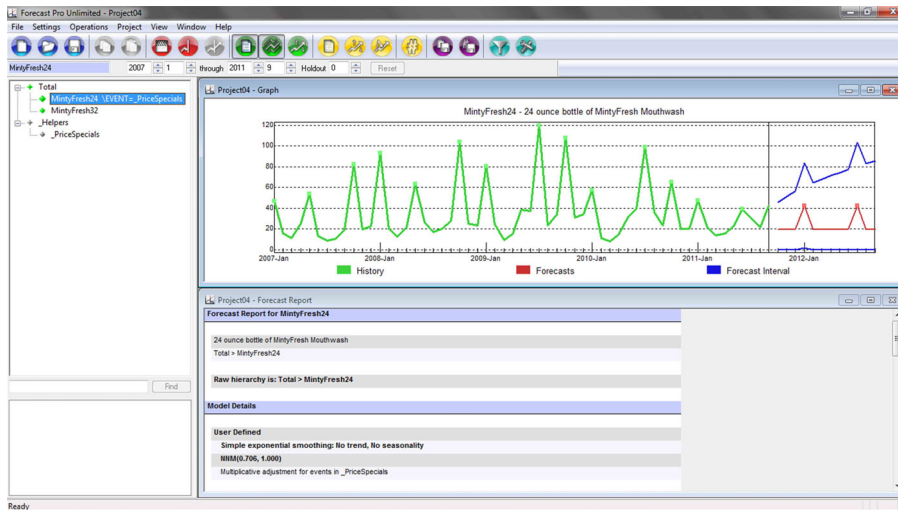 Forecast Pro Unlimited - Project04
File Settings Operations Project View Window Help
MintyFresh24 2007 1 through 2011 9 Holdout 0 Reset
Total
MintyFresh24 \EVENT=_PriceSpecials
MintyFresh32
_Helpers
_PriceSpecials
Find
Project04 - Graph
MintyFresh24 - 24 ounce bottle of MintyFresh Mouthwash
120
100
80
60
40
20
0
2007-Jan 2008-Jan 2009-Jan 2010-Jan 2011-Jan 2012-Jan
History Forecasts Forecast Interval
Project04 - Forecast Report
Forecast Report for MintyFresh24
24 ounce bottle of MintyFresh Mouthwash
Total > MintyFresh24
Raw hierarchy is: Total > MintyFresh24
Model Details
User Defined
Simple exponential smoothing: No trend, No seasonality
NNM(0.706, 1.000)
Multiplicative adjustment for events in _PriceSpecials
Ready